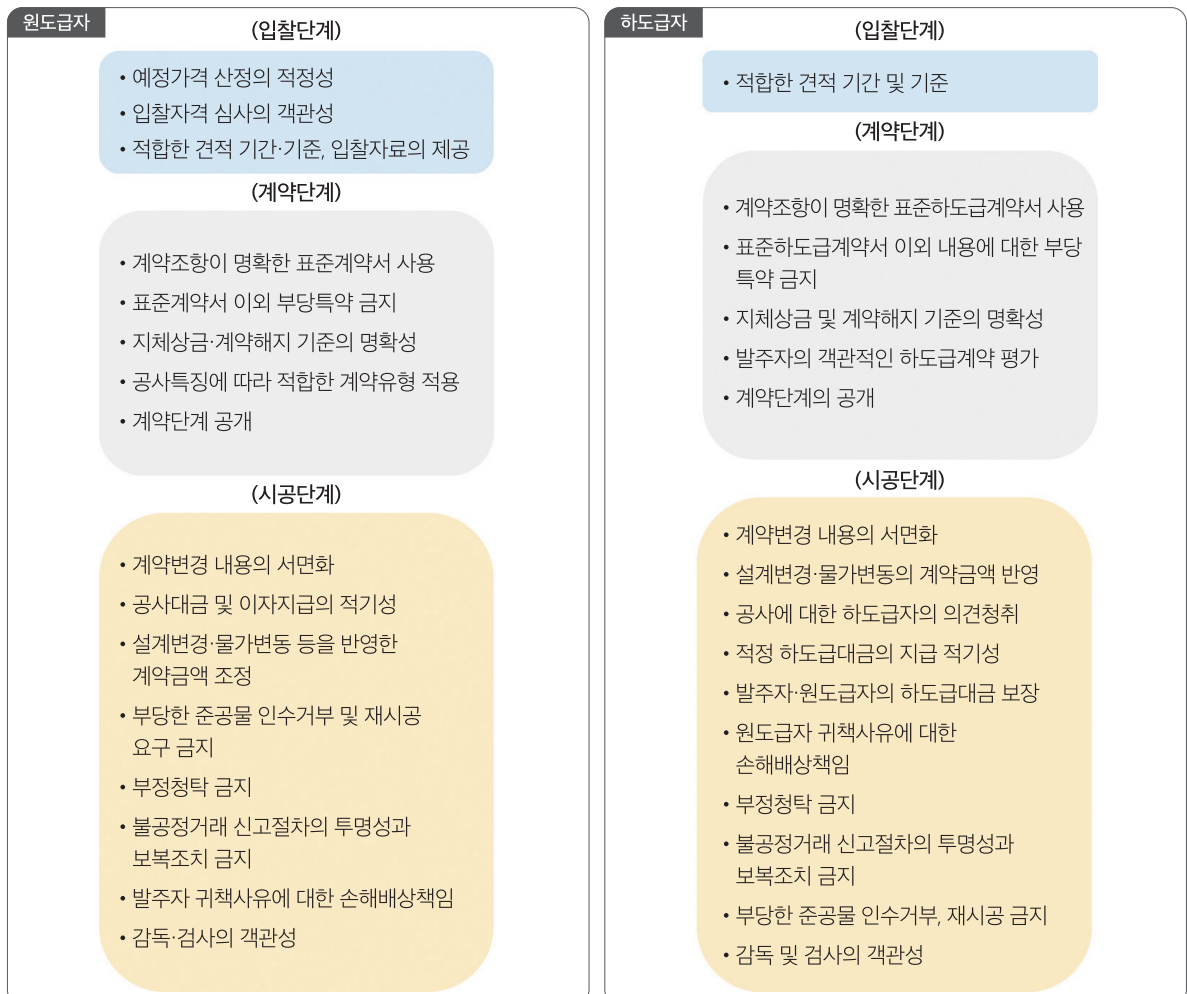 원도급자
(입찰단계)
• 예정가격 산정의 적정성
• 입찰자격 심사의 객관성
• 적합한 견적 기간·기준, 입찰자료의 제공
(계약단계)
• 계약조항이 명확한 표준계약서 사용
• 표준계약서 이외 부당특약 금지
• 지체상금·계약해지 기준의 명확성
• 공사특징에 따라 적합한 계약유형 적용
• 계약단계 공개
(시공단계)
• 계약변경 내용의 서면화
• 공사대금 및 이자지급의 적기성
• 설계변경·물가변동 등을 반영한
계약금액 조정
• 부당한 준공물 인수거부 및 재시공
요구 금지
• 부정청탁 금지
• 불공정거래 신고절차의 투명성과
보복조치 금지
• 발주자 귀책사유에 대한 손해배상책임
• 감독·검사의 객관성
하도급자
(입찰단계)
• 적합한 견적 기간 및 기준
(계약단계)
• 계약조항이 명확한 표준하도급계약서 사용
• 표준하도급계약서 이외 내용에 대한 부당
특약 금지
• 지체상금 및 계약해지 기준의 명확성
• 발주자의 객관적인 하도급계약 평가
• 계약단계의 공개
(시공단계)
• 계약변경 내용의 서면화
• 설계변경·물가변동의 계약금액 반영
• 공사에 대한 하도급자의 의견청취
• 적정 하도급대금의 지급 적기성
• 발주자·원도급자의 하도급대금 보장
• 원도급자 귀책사유에 대한
손해배상책임
• 부정청탁 금지
• 불공정거래 신고절차의 투명성과
보복조치 금지
• 부당한 준공물 인수거부, 재시공 금지
• 감독 및 검사의 객관성